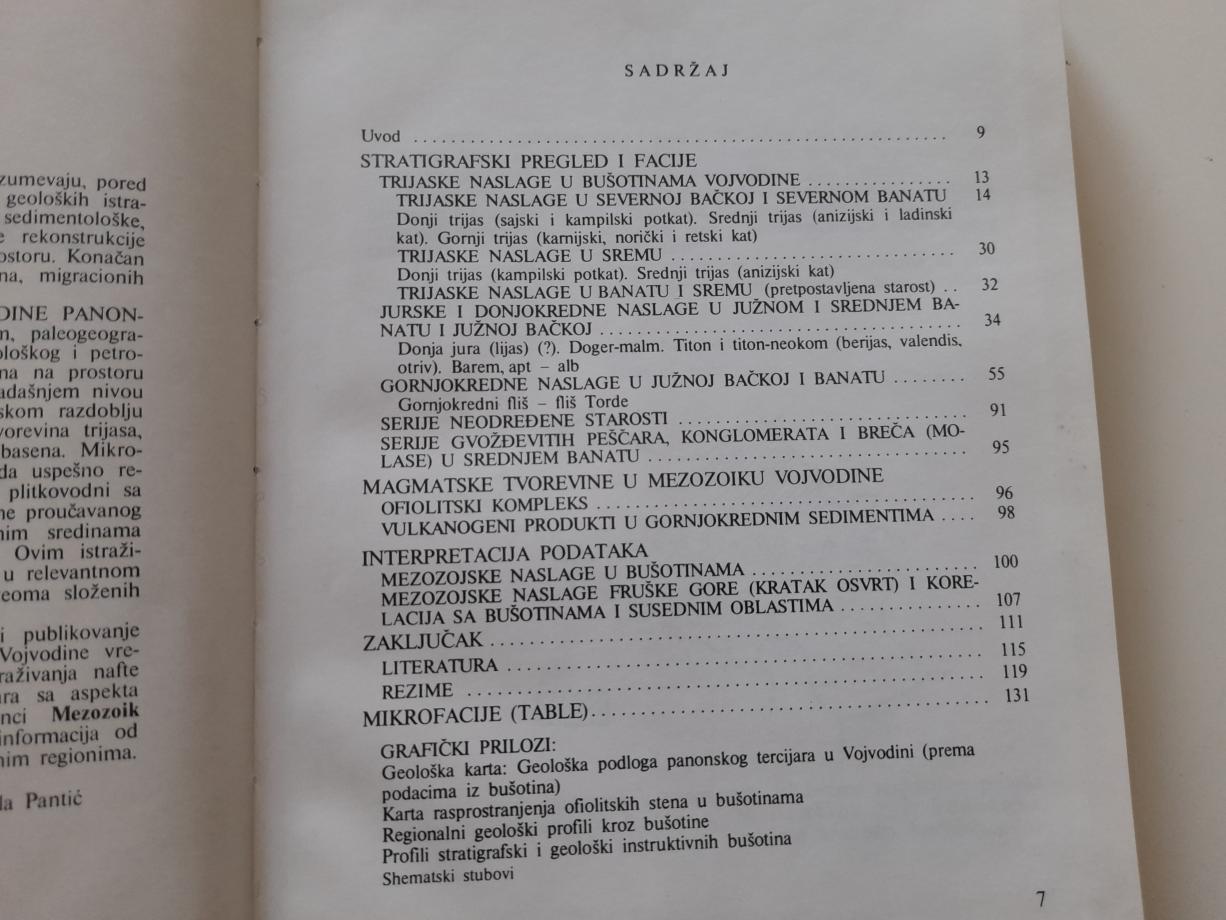 zumevaju, pored
geoloških istra-
sedimentološke,
e rekonstrukcije
ostoru. Konačan
na, migracionih
DINE PANON-
n, paleogeogra-
ološkog i petro-
na na prostoru
adašnjem nivou
skom razdoblju
vorevina trijasa,
basena. Mikro-
da uspešno re-
plitkovodni sa
ne proučavanog
nim sredinama
Ovim istraži-
u relevantnom
eoma složenih
i publikovanje
Vojvodine vre-
raživanja nafte
ara sa aspekta
nci Mezozoik
informacija od
nim regionima.
la Pantić
SADRŽAJ
Uvod ........................................................ 9
STRATIGRAFSKI PREGLED I FACIJE
TRIJASKE NASLAGE U BUŠOTINAMA VOJVODINE ................ 13
TRIJASKE NASLAGE U SEVERNOJ BAČKOJ I SEVERNOM BANATU 14
Donji trijas (sajski i kampilski potkat). Srednji trijas (anizijski i ladinski
kat). Gornji trijas (karnijski, norički i retski kat)
TRIJASKE NASLAGE U SREMU .............................. 30
Donji trijas (kampilski potkat). Srednji trijas (anizijski kat)
TRIJASKE NASLAGE U BANATU I SREMU (pretpostavljena starost) .. 32
JURSKE I DONJOKREDNE NASLAGE U JUŽNOM I SREDNJEM BA-
NATU I JUŽNOJ BAČKOJ ...................................... 34
Donja jura (lijas) (?). Doger-malm. Titon i titon-neokom (berijas, valendis,
otriv). Barem, apt – alb
GORNJOKREDNE NASLAGE U JUŽNOJ BAČKOJ I BANATU ........ 55
Gornjokredni fliš – fliš Torde
SERIJE NEODREĐENE STAROSTI ................................ 91
SERIJE GVOŽĐEVITIH PEŠČARA, KONGLOMERATA I BREČA (MO-
LASE) U SREDNJEM BANATU .................................... 95
MAGMATSKE TVOREVINE U MEZOZOIKU VOJVODINE
OFIOLITSKI KOMPLEKS .......................................... 96
VULKANOGENI PRODUKTI U GORNJOKREDNIM SEDIMENTIMA .... 98
INTERPRETACIJA PODATAKA
MEZOZOJSKE NASLAGE U BUŠOTINAMA .......................... 100
MEZOZOJSKE NASLAGE FRUŠKE GORE (KRATAK OSVRT) I KORE-
LACIJA SA BUŠOTINAMA I SUSEDNIM OBLASTIMA ............... 107
ZAKLJUČAK .................................................... 111
LITERATURA .................................................. 115
REZIME ...................................................... 119
MIKROFACIJE (TABLE) .......................................... 131
GRAFIČKI PRILOZI:
Geološka karta: Geološka podloga panonskog tercijara u Vojvodini (prema
podacima iz bušotina)
Karta rasprostranjenja ofiolitskih stena u bušotinama
Regionalni geološki profili kroz bušotine
Profili stratigrafski i geološki instruktivnih bušotina
Shematski stubovi
7